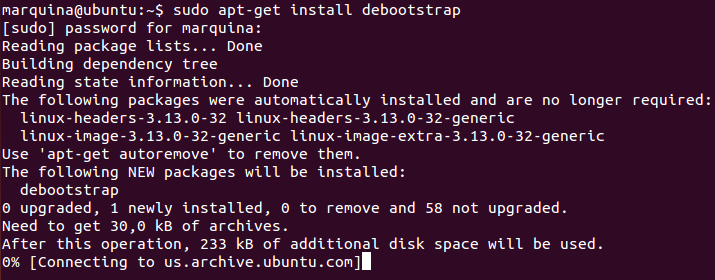 marquina@ubuntu:~$ sudo apt-get install debootstrap
[sudo] password for marquina:
Reading package lists... Done
Building dependency tree
Reading state information... Done
The following packages were automatically installed and are no longer required:
  linux-headers-3.13.0-32 linux-headers-3.13.0-32-generic
  linux-image-3.13.0-32-generic linux-image-extra-3.13.0-32-generic
Use 'apt-get autoremove' to remove them.
The following NEW packages will be installed:
  debootstrap
0 upgraded, 1 newly installed, 0 to remove and 58 not upgraded.
Need to get 30,0 kB of archives.
After this operation, 233 kB of additional disk space will be used.
0% [Connecting to us.archive.ubuntu.com]